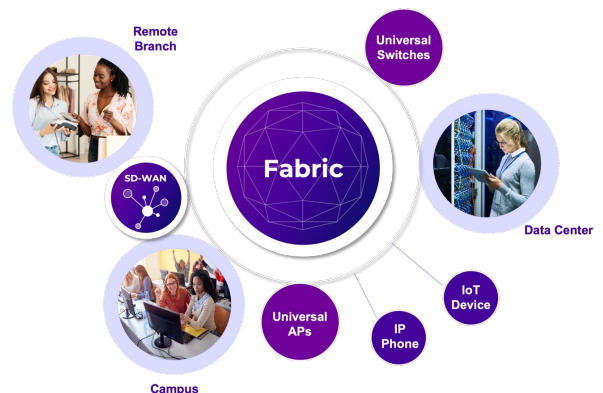 Remote
Branch
Universal
Switches
Fabric
SD-WAN
Data Center
IoT
Device
Universal
APs
IP
Phone
Campus